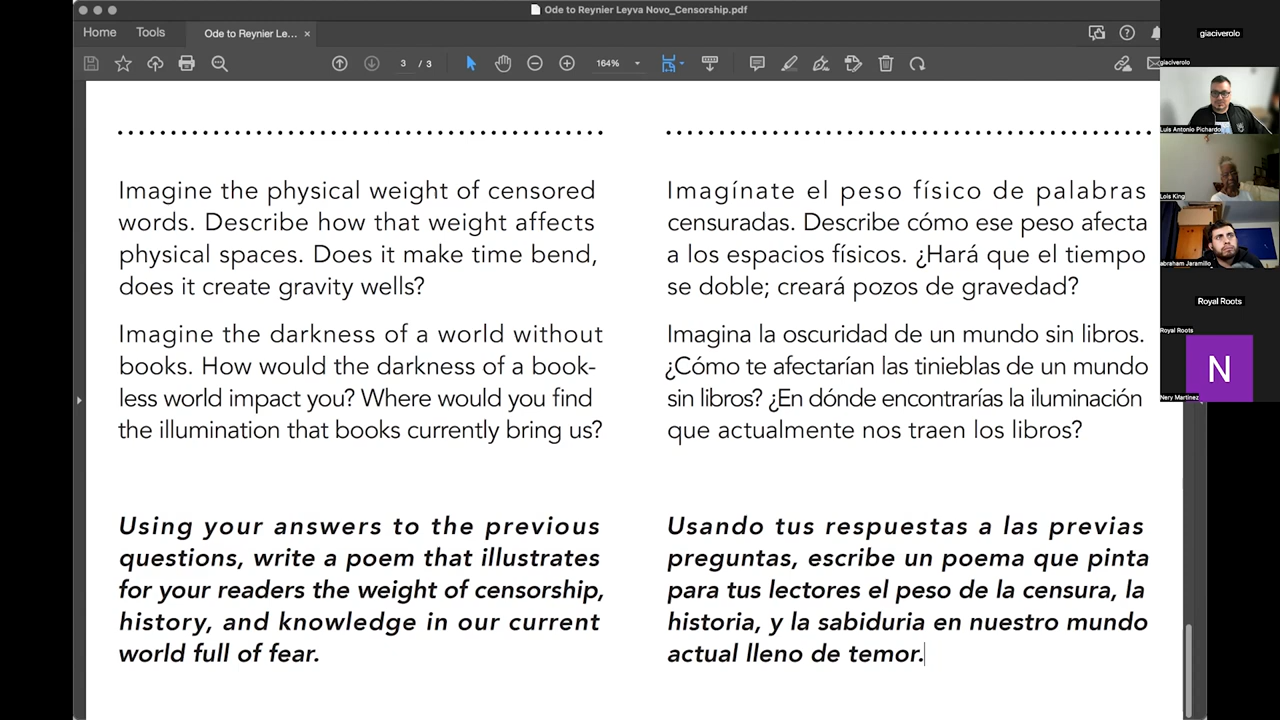 Ode to Reynier Leyva Novo_Censorship.pdf
Home
Tools
Ode to Reynier Le... ×
3 / 3
164%
Imagine the physical weight of censored
words. Describe how that weight affects
physical spaces. Does it make time bend,
does it create gravity wells?
Imagine the darkness of a world without
books. How would the darkness of a book-
less world impact you? Where would you find
the illumination that books currently bring us?
Using your answers to the previous
questions, write a poem that illustrates
for your readers the weight of censorship,
history, and knowledge in our current
world full of fear.
Imagínate el peso físico de palabras
censuradas. Describe cómo ese peso afecta
a los espacios físicos. ¿Hará que el tiempo
se doble; creará pozos de gravedad?
Imagina la oscuridad de un mundo sin libros.
¿Cómo te afectarían las tinieblas de un mundo
sin libros? ¿En dónde encontrarías la iluminación
que actualmente nos traen los libros?
Usando tus respuestas a las previas
preguntas, escribe un poema que pinta
para tus lectores el peso de la censura, la
historia, y la sabiduria en nuestro mundo
actual lleno de temor.
giaciverolo
giaciverolo
Luis Antonio Pichardo
Lois King
abraham Jaramillo
Royal Roots
Royal Roots
N
Nery Martinez